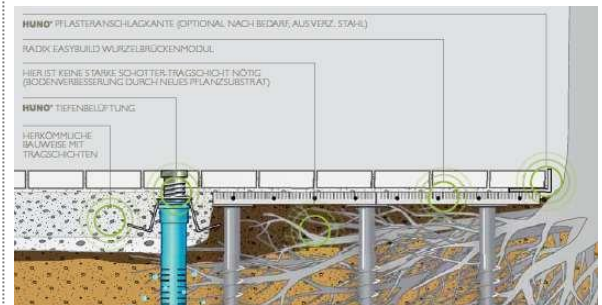 HUNO® PFLASTERANSCHLAGKANTE (OPTIONAL NACH BEDARF, AUS VERZ. STAHL)
RADIX EASYBUILD WURZELBRÜCKENMODUL
HIER IST KEINE STARKE SCHOTTER-TRAGSCHICHT NÖTIG
(BODENVERBESSERUNG DURCH NEUES PFLANZSUBSTRAT)
HUNO® TIEFENBELÜFTUNG
HERKÖMMLICHE
BAUWEISE MIT
TRAGSCHICHTEN